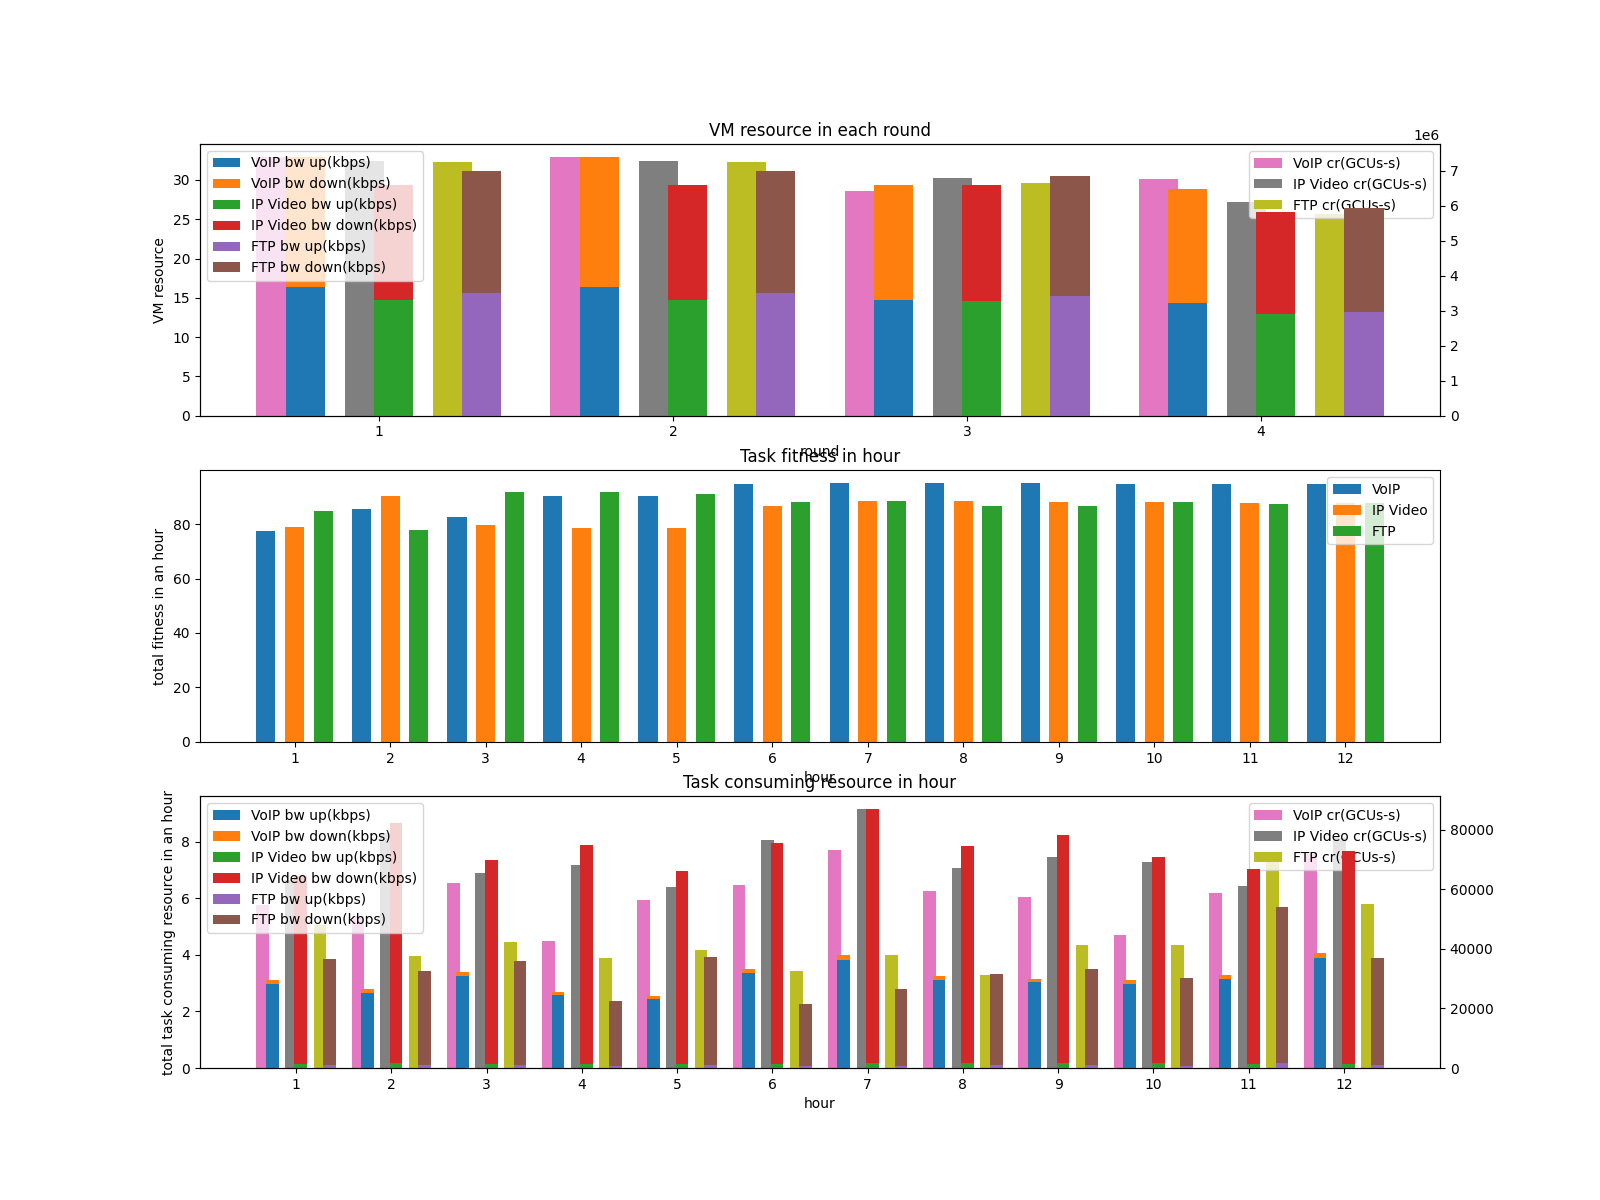 VM resource in each round
1e6
VoIP bw up(kbps)
VoIP bw down(kbps)
IP Video bw up(kbps)
IP Video bw down(kbps)
FTP bw up(kbps)
FTP bw down(kbps)
VoIP cr(GCUs-s)
IP Video cr(GCUs-s)
FTP cr(GCUs-s)
VM resource
30
25
20
15
10
5
0
7
6
5
4
3
2
1
0
1 2 3 4
round
Task fitness in hour
VoIP
IP Video
FTP
total fitness in an hour
80
60
40
20
0
1 2 3 4 5 6 7 8 9 10 11 12
hour
Task consuming resource in hour
VoIP bw up(kbps)
VoIP bw down(kbps)
IP Video bw up(kbps)
IP Video bw down(kbps)
FTP bw up(kbps)
FTP bw down(kbps)
VoIP cr(GCUs-s)
IP Video cr(GCUs-s)
FTP cr(GCUs-s)
total task consuming resource in an hour
8
6
4
2
0
80000
60000
40000
20000
0
1 2 3 4 5 6 7 8 9 10 11 12
hour